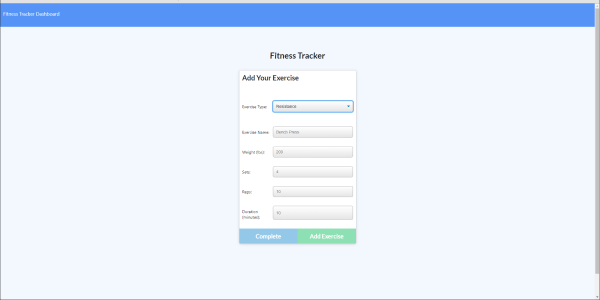 Fitness Tracker Dashboard
Fitness Tracker
Add Your Exercise
Exercise Type:
Resistance
Exercise Name:
Bench Press
Weight (lbs):
200
Sets:
4
Reps:
10
Duration
(minutes):
10
Complete
Add Exercise